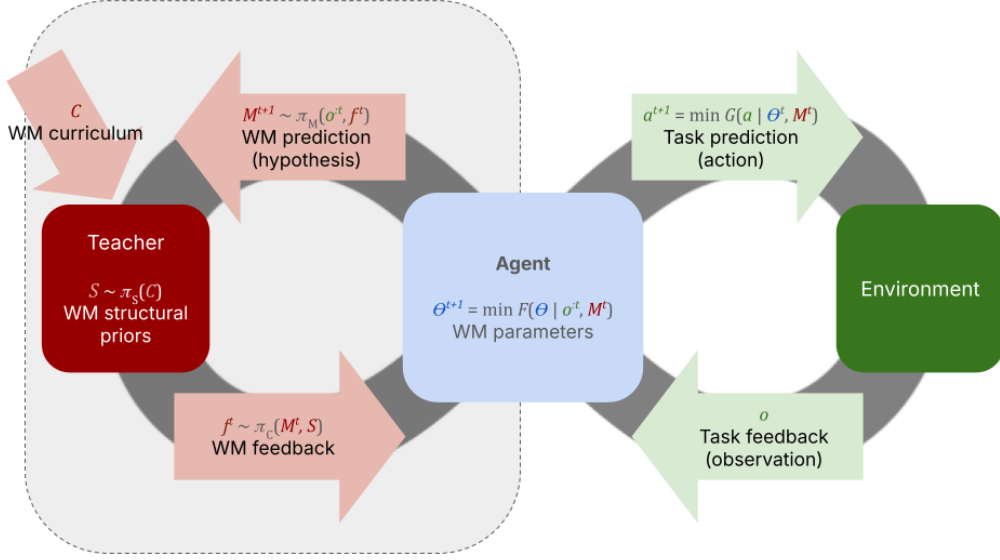 C
WM curriculum
M^{t+1} ~ π_M(o^{:t}, f^t)
WM prediction
(hypothesis)
a^{t+1} = min G(a | Θ^t, M^t)
Task prediction
(action)
Teacher
S ~ π_S(C)
WM structural
priors
Agent
Θ^{t+1} = min F(Θ | o^{:t}, M^t)
WM parameters
Environment
f^t ~ π_C(M^t, S)
WM feedback
o
Task feedback
(observation)